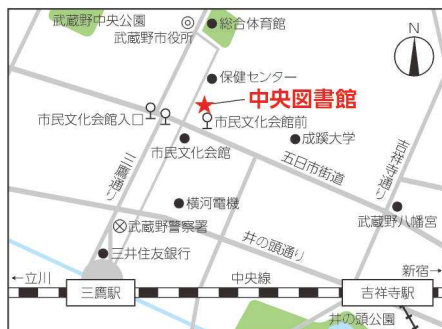 武蔵野中央公園
武蔵野市役所
総合体育館
N
保健センター
中央図書館
市民文化会館入口
市民文化会館前
市民文化会館
成蹊大学
三鷹通り
五日市街道
吉祥寺通り
横河電機
武蔵野八幡宮
武蔵野警察署
井の頭通り
三井住友銀行
←立川
中央線
新宿→
三鷹駅
吉祥寺駅
井の頭公園